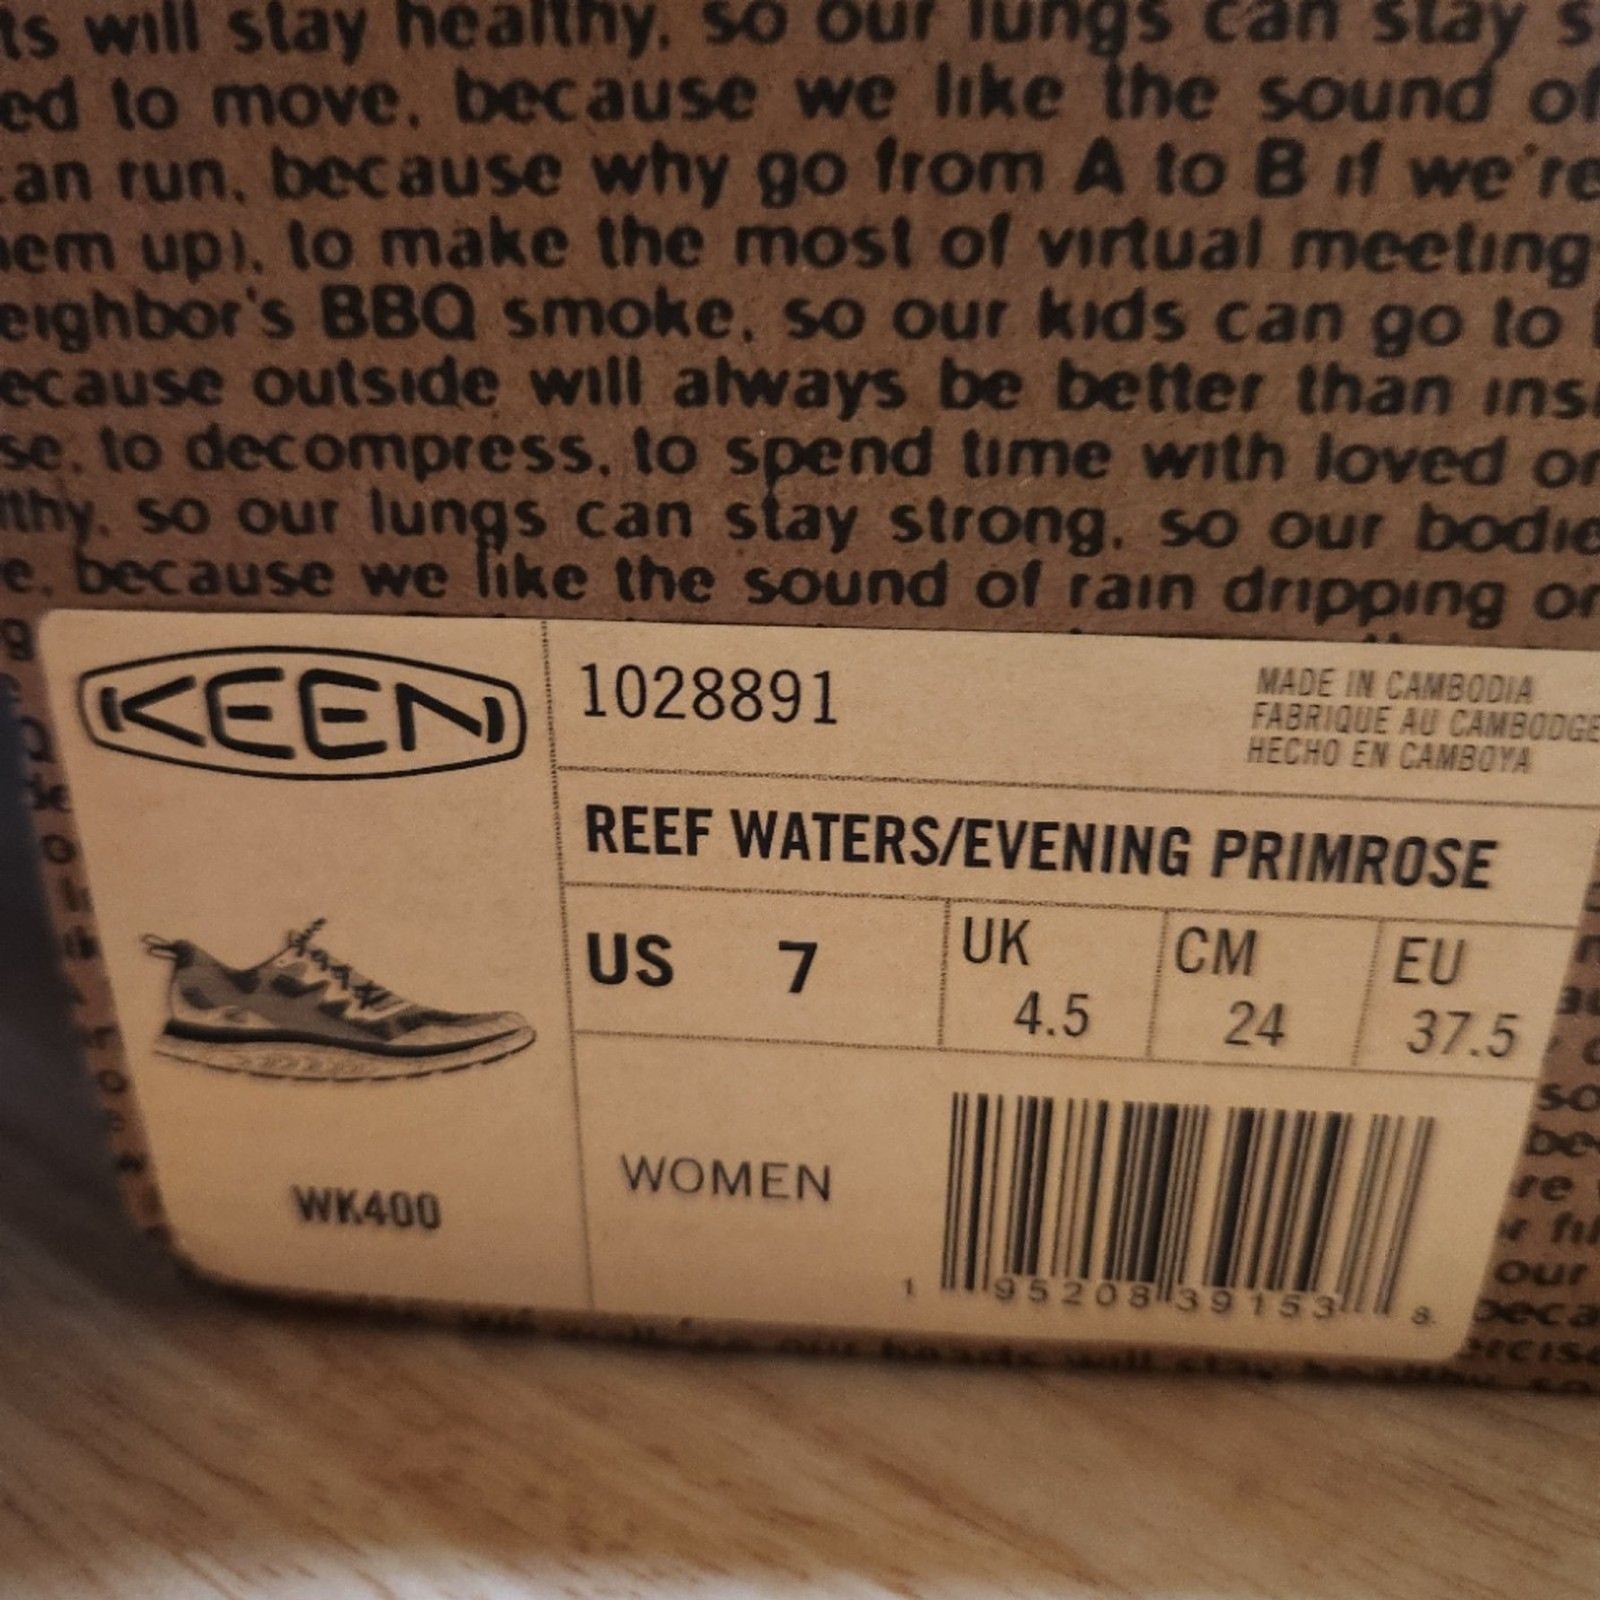 ts will stay healthy, so our lungs can stay s
ed to move, because we like the sound of
can run, because why go from A to B if we're
hem up), to make the most of virtual meeting
eighbor's BBQ smoke, so our kids can go to
ecause outside will always be better than insi
se, to decompress, to spend time with loved on
lthy, so our lungs can stay strong, so our bodie
e, because we like the sound of rain dripping on
KEEN
1028891
MADE IN CAMBODIA
FABRIQUE AU CAMBODGE
HECHO EN CAMBOYA
REEF WATERS/EVENING PRIMROSE
US 7
UK 4.5
CM 24
EU 37.5
WK400
WOMEN
1 95208 39153 8